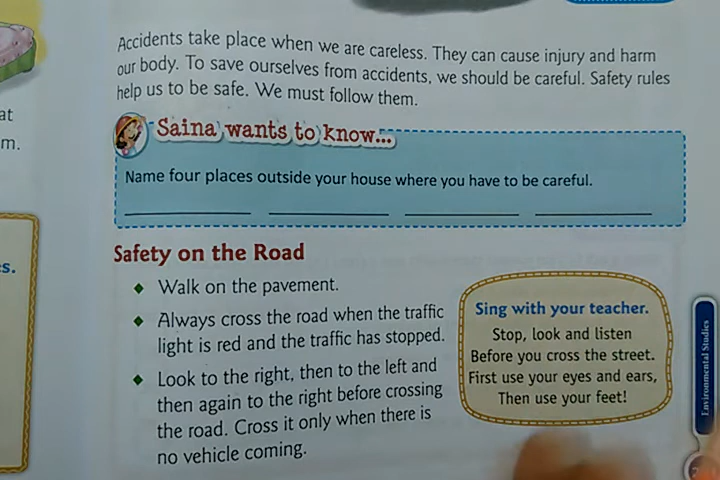 Accidents take place when we are careless. They can cause injury and harm
our body. To save ourselves from accidents, we should be careful. Safety rules
help us to be safe. We must follow them.
at
m.
Saina wants to know...
Name four places outside your house where you have to be careful.
s.
Safety on the Road
Walk on the pavement.
Always cross the road when the traffic
light is red and the traffic has stopped.
Look to the right, then to the left and
then again to the right before crossing
the road. Cross it only when there is
no vehicle coming.
Sing with your teacher.
Stop, look and listen
Before you cross the street.
First use your eyes and ears,
Then use your feet!
Environmental Studies